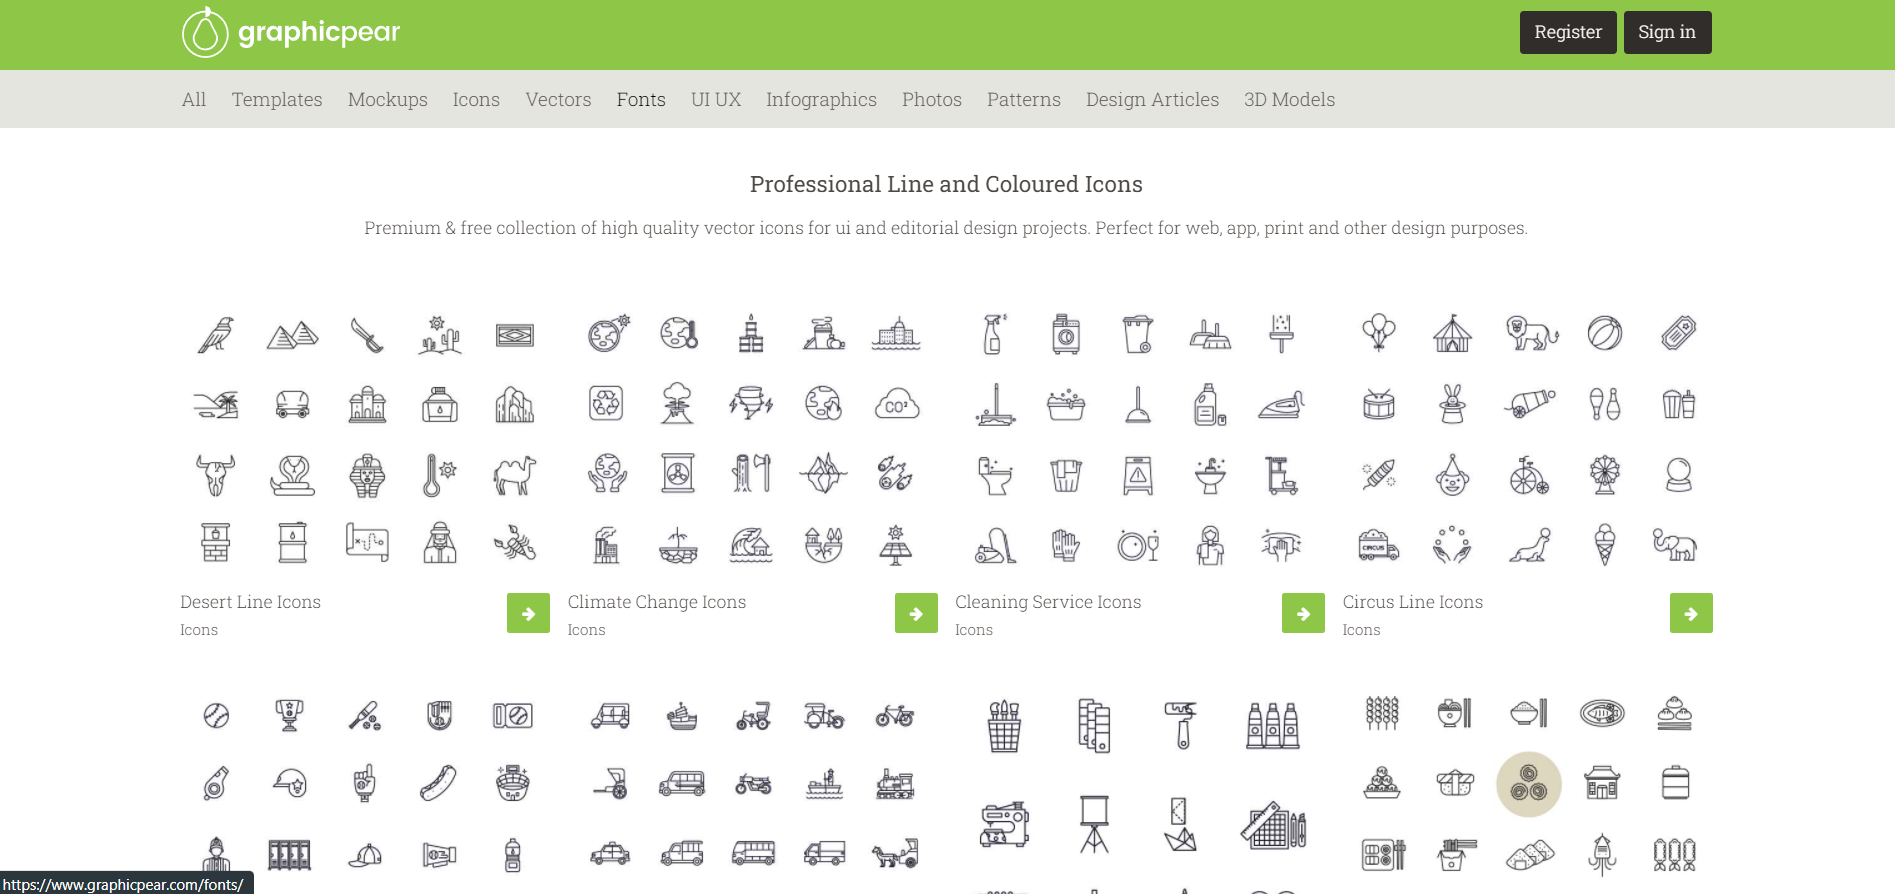 graphicpear
Register
Sign in
All
Templates
Mockups
Icons
Vectors
Fonts
UI UX
Infographics
Photos
Patterns
Design Articles
3D Models
Professional Line and Coloured Icons
Premium & free collection of high quality vector icons for ui and editorial design projects. Perfect for web, app, print and other design purposes.
CO²
CIRCUS
Desert Line Icons
Icons
Climate Change Icons
Icons
Cleaning Service Icons
Icons
Circus Line Icons
Icons
https://www.graphicpear.com/fonts/